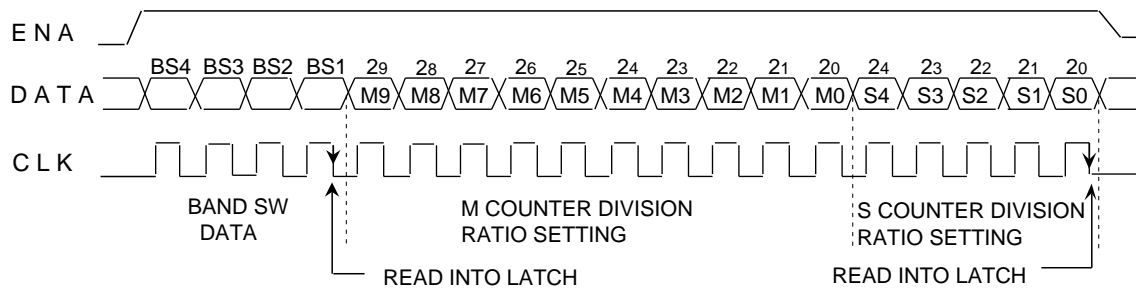 ENA
BS4 BS3 BS2 BS1 29 28 27 26 25 24 23 22 21 20 24 23 22 21 20
DATA M9 M8 M7 M6 M5 M4 M3 M2 M1 M0 S4 S3 S2 S1 S0
CLK
BAND SW
DATA
M COUNTER DIVISION
RATIO SETTING
S COUNTER DIVISION
RATIO SETTING
READ INTO LATCH
READ INTO LATCH